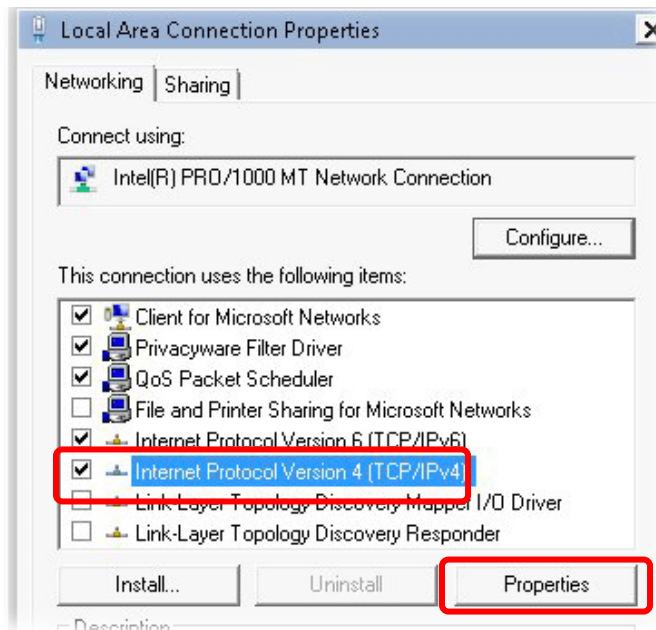 Local Area Connection Properties
Networking
Sharing
Connect using:
Intel(R) PRO/1000 MT Network Connection
Configure...
This connection uses the following items:
Client for Microsoft Networks
Privacyware Filter Driver
QoS Packet Scheduler
File and Printer Sharing for Microsoft Networks
Internet Protocol Version 6 (TCP/IPv6)
Internet Protocol Version 4 (TCP/IPv4)
Link-Layer Topology Discovery Mapper I/O Driver
Link-Layer Topology Discovery Responder
Install...
Uninstall
Properties
Description